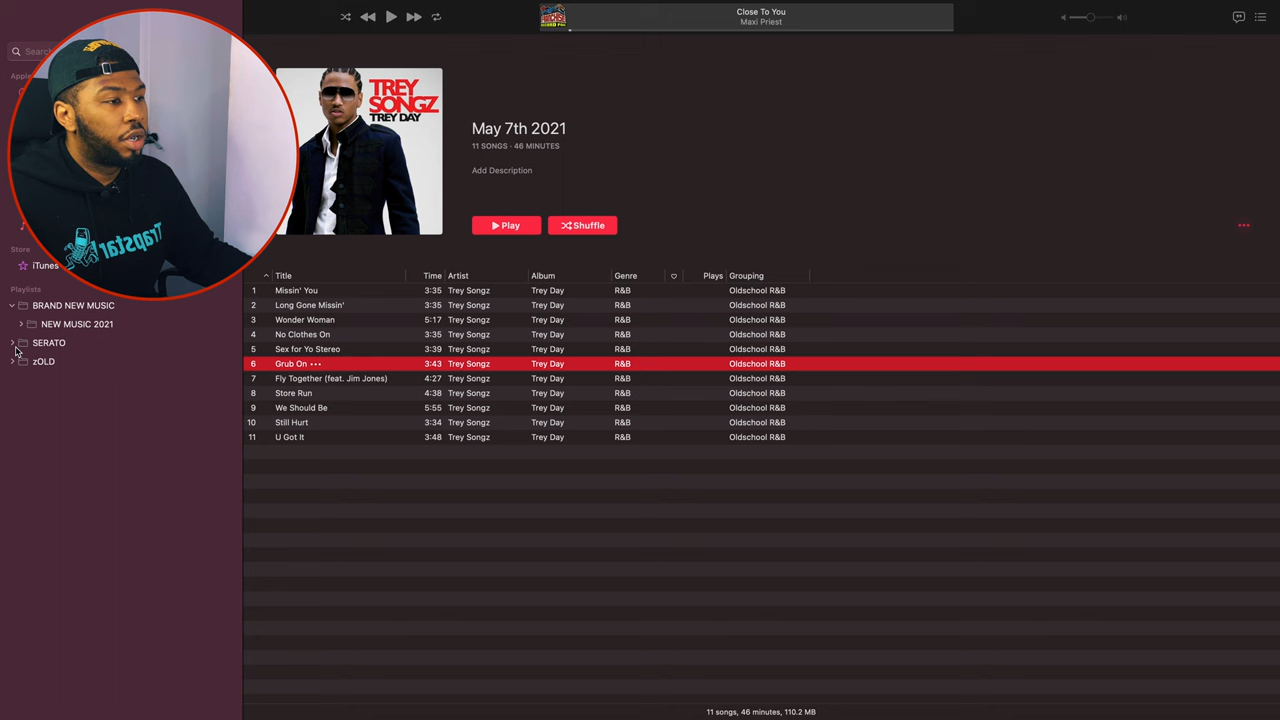 Close To You
Maxi Priest
Search
Apple
Store
iTunes
Playlists
BRAND NEW MUSIC
NEW MUSIC 2021
SERATO
zOLD
Trapstar
TREY
SONGZ
TREY DAY
May 7th 2021
11 SONGS · 46 MINUTES
Add Description
Play
Shuffle
Title Time Artist Album Genre Plays Grouping
1 Missin' You 3:35 Trey Songz Trey Day R&B Oldschool R&B
2 Long Gone Missin' 3:35 Trey Songz Trey Day R&B Oldschool R&B
3 Wonder Woman 5:17 Trey Songz Trey Day R&B Oldschool R&B
4 No Clothes On 3:35 Trey Songz Trey Day R&B Oldschool R&B
5 Sex for Yo Stereo 3:39 Trey Songz Trey Day R&B Oldschool R&B
6 Grub On ••• 3:43 Trey Songz Trey Day R&B Oldschool R&B
7 Fly Together (feat. Jim Jones) 4:27 Trey Songz Trey Day R&B Oldschool R&B
8 Store Run 4:38 Trey Songz Trey Day R&B Oldschool R&B
9 We Should Be 5:55 Trey Songz Trey Day R&B Oldschool R&B
10 Still Hurt 3:34 Trey Songz Trey Day R&B Oldschool R&B
11 U Got It 3:48 Trey Songz Trey Day R&B Oldschool R&B
11 songs, 46 minutes, 110.2 MB